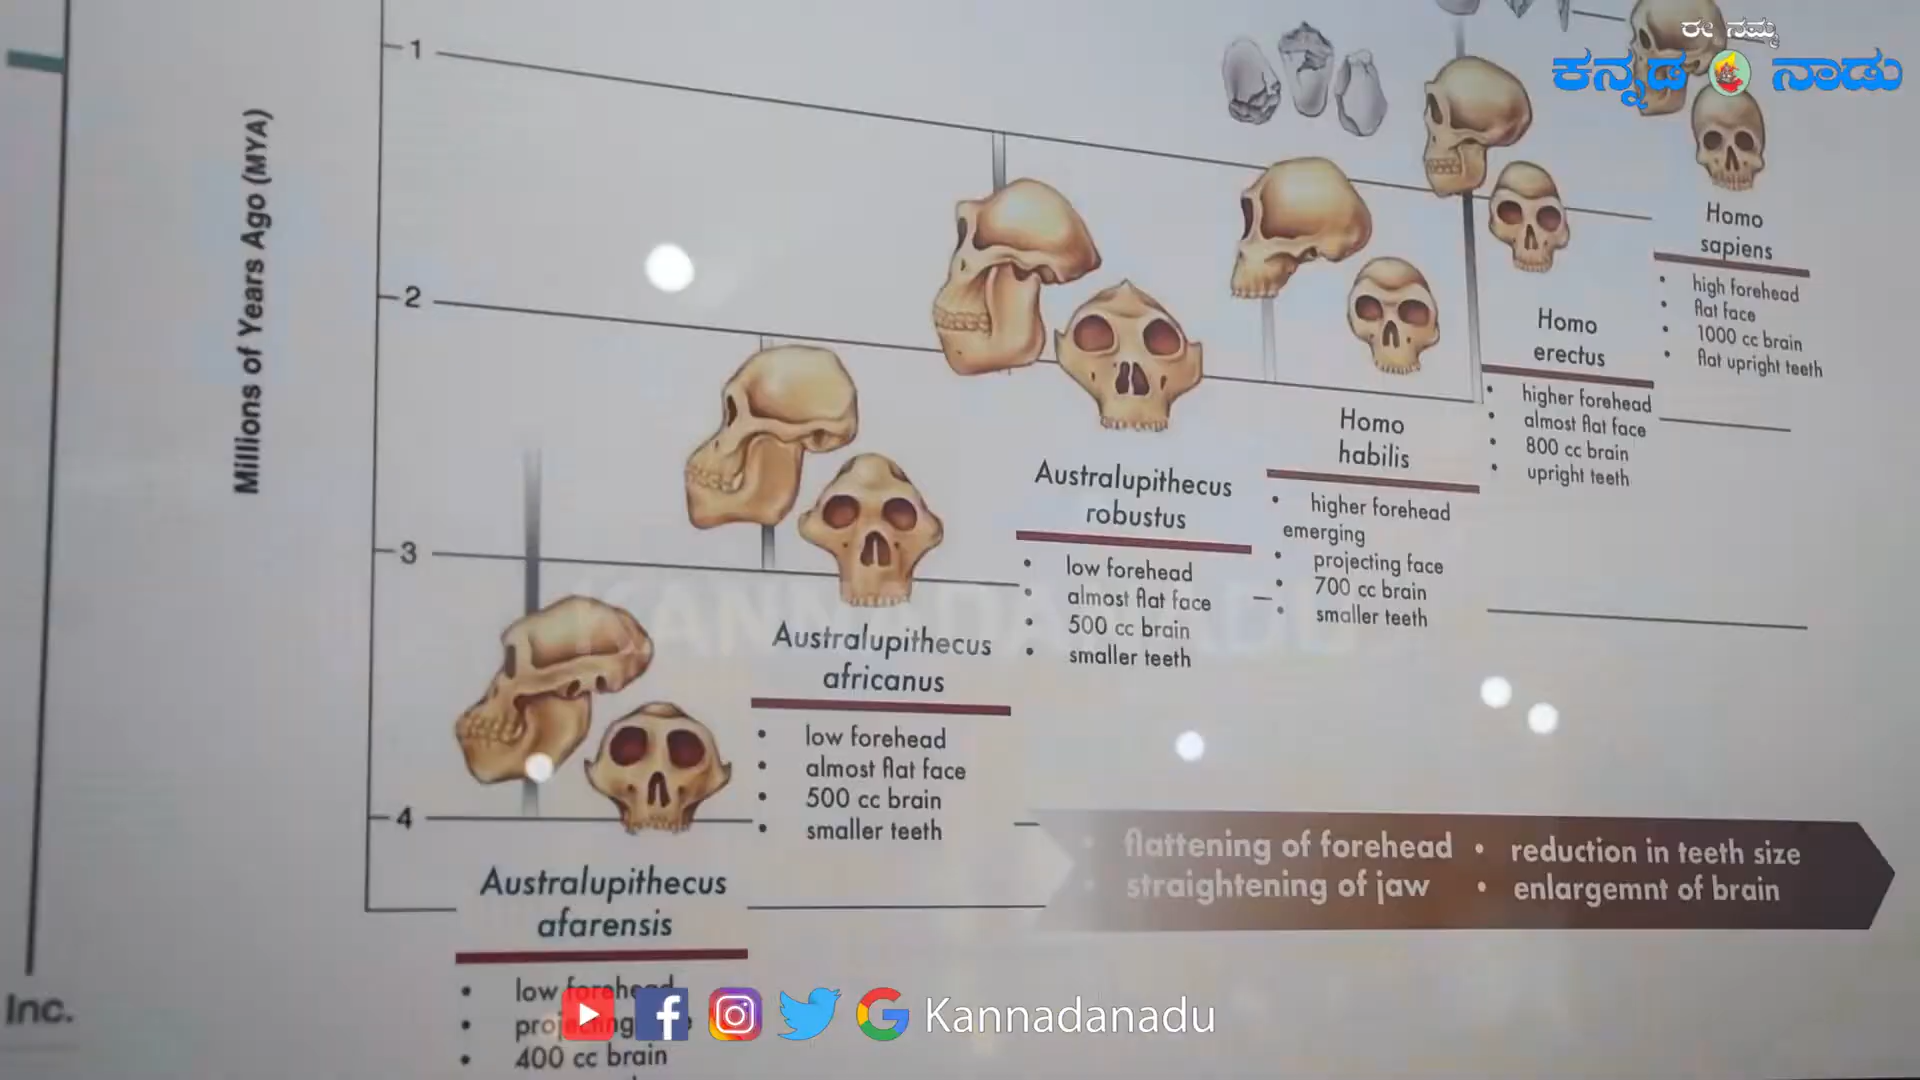 ಈ ನಮ್ಮ
ಕನ್ನಡ ನಾಡು
Millions of Years Ago (MYA)
1
2
3
4
Homo
sapiens
• high forehead
• flat face
• 1000 cc brain
• flat upright teeth
Homo
erectus
• higher forehead
• almost flat face
• 800 cc brain
• upright teeth
Homo
habilis
• higher forehead
emerging
• projecting face
• 700 cc brain
• smaller teeth
Australupithecus
robustus
• low forehead
• almost flat face
• 500 cc brain
• smaller teeth
Australupithecus
africanus
• low forehead
• almost flat face
• 500 cc brain
• smaller teeth
Australupithecus
afarensis
• low forehead
• projecting
• 400 cc brain
• flattening of forehead • reduction in teeth size
• straightening of jaw • enlargemnt of brain
Inc.
Kannadanadu